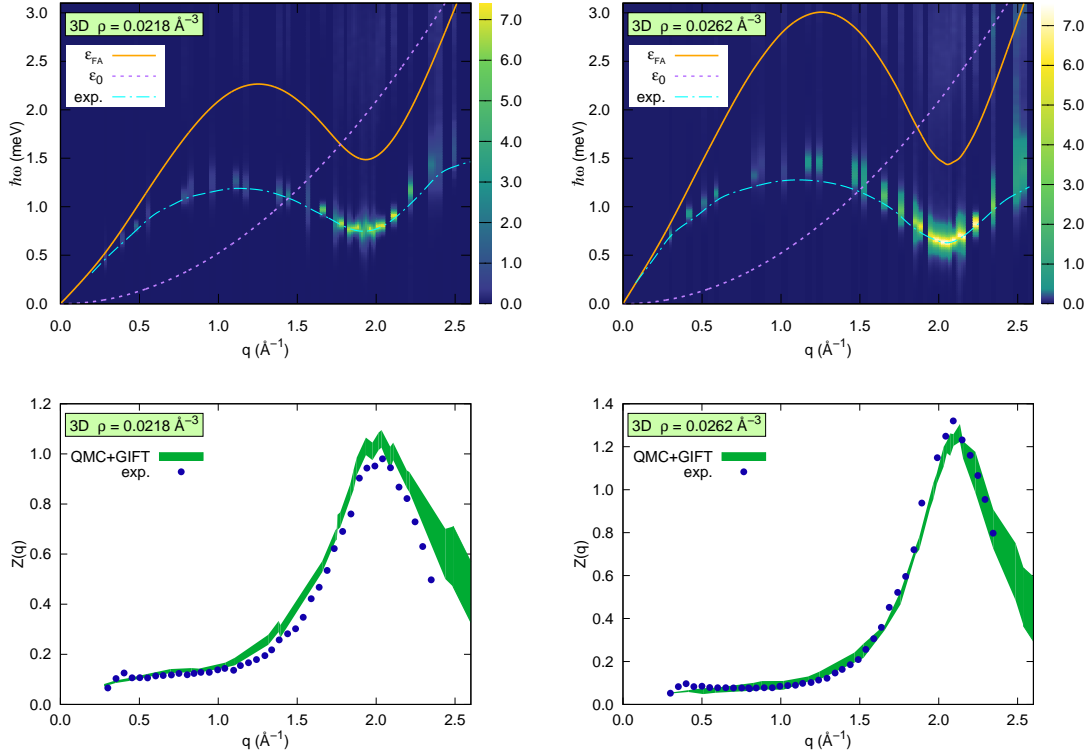 3D ρ = 0.0218 Å⁻³
ε_FA
ε_0
exp.
ħω (meV)
3.0
2.5
2.0
1.5
1.0
0.5
0.0
0.0 0.5 1.0 1.5 2.0 2.5
q (Å⁻¹)
7.0
6.0
5.0
4.0
3.0
2.0
1.0
0.0
3D ρ = 0.0262 Å⁻³
ε_FA
ε_0
exp.
ħω (meV)
3.0
2.5
2.0
1.5
1.0
0.5
0.0
0.0 0.5 1.0 1.5 2.0 2.5
q (Å⁻¹)
7.0
6.0
5.0
4.0
3.0
2.0
1.0
0.0
3D ρ = 0.0218 Å⁻³
QMC+GIFT
exp.
Z(q)
1.2
1.0
0.8
0.6
0.4
0.2
0.0
0.0 0.5 1.0 1.5 2.0 2.5
q (Å⁻¹)
3D ρ = 0.0262 Å⁻³
QMC+GIFT
exp.
Z(q)
1.4
1.2
1.0
0.8
0.6
0.4
0.2
0.0
0.0 0.5 1.0 1.5 2.0 2.5
q (Å⁻¹)